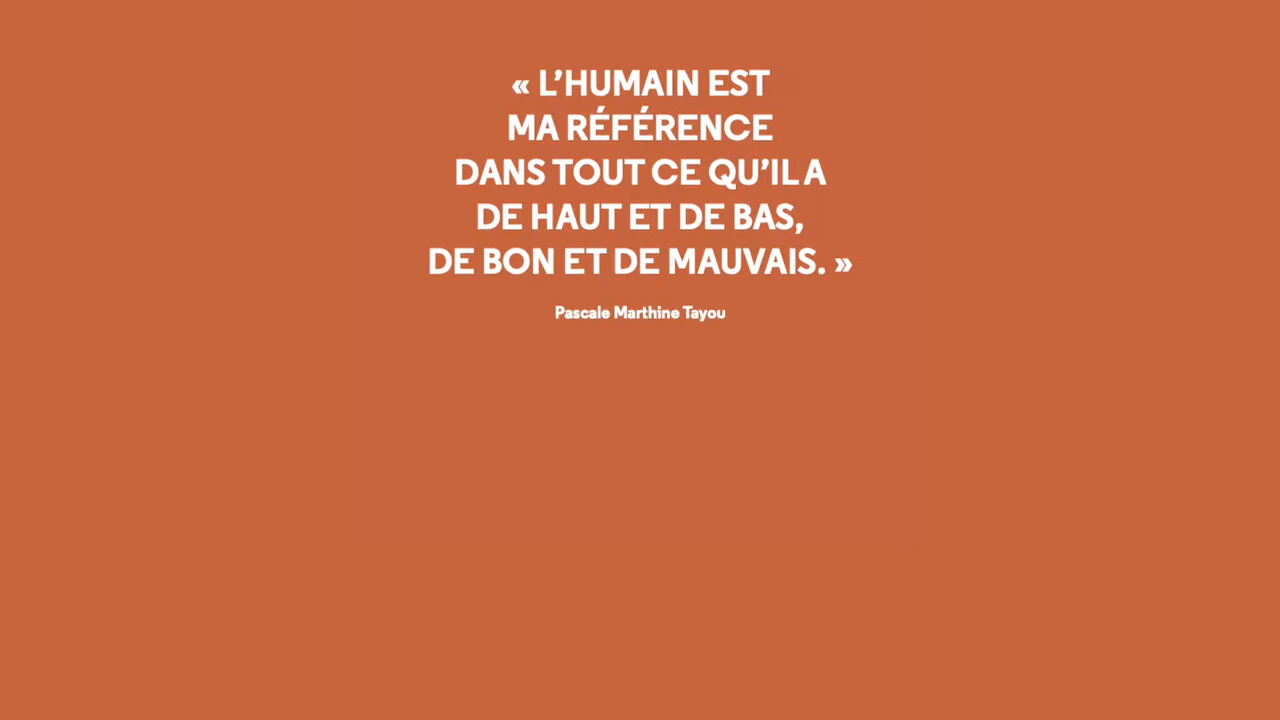 « L’HUMAIN EST
MA RÉFÉRENCE
DANS TOUT CE QU’IL A
DE HAUT ET DE BAS,
DE BON ET DE MAUVAIS. »
Pascale Marthine Tayou